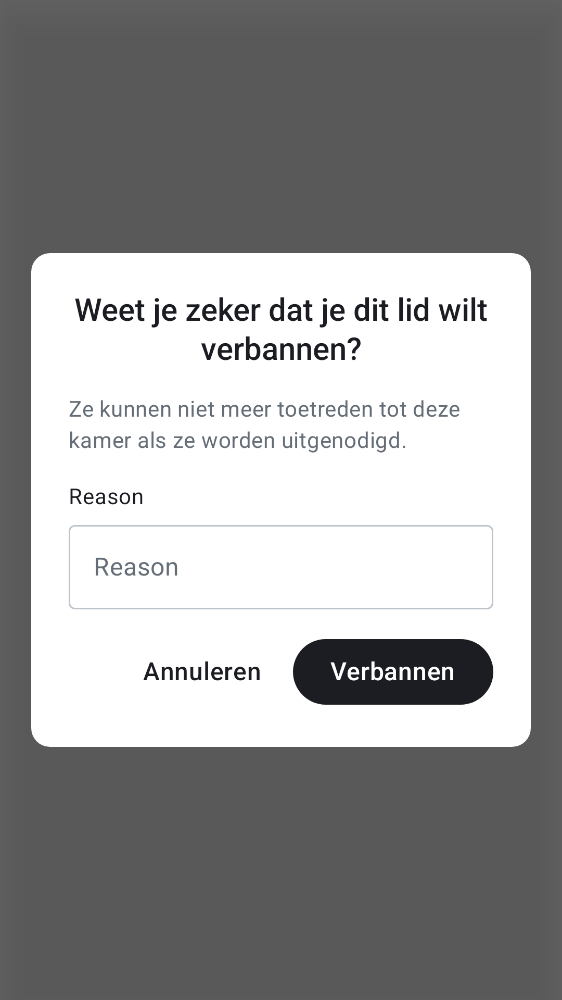 Weet je zeker dat je dit lid wilt
verbannen?
Ze kunnen niet meer toetreden tot deze
kamer als ze worden uitgenodigd.
Reason
Reason
Annuleren
Verbannen